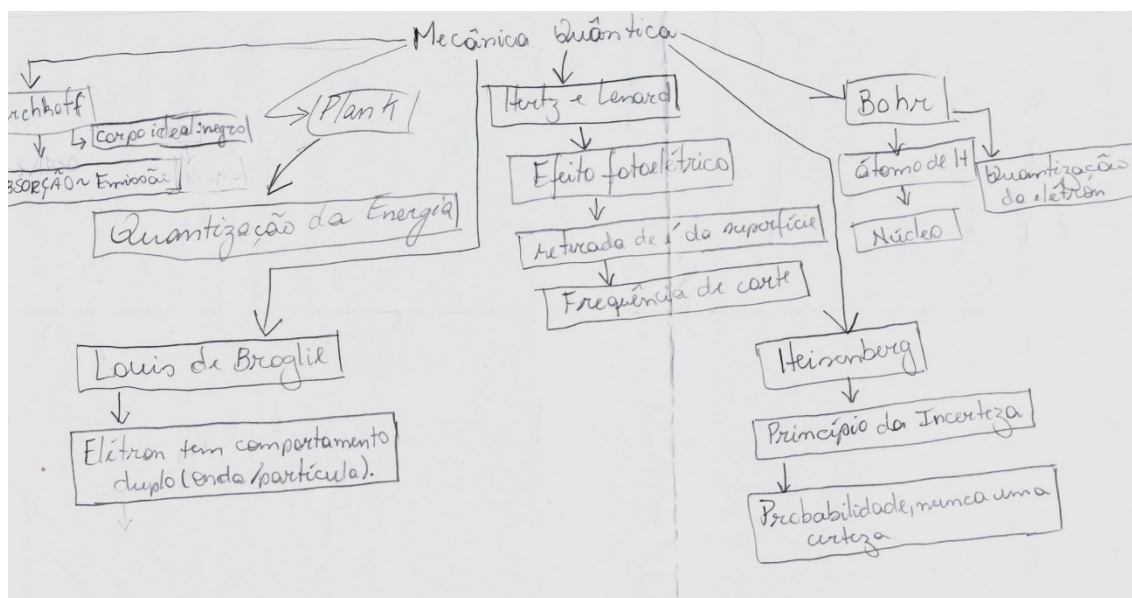 Mecânica Quântica
rchhoff
Corpo ideal: negro
BSORÇÃO ~ Emissão
Plank
Quantização da Energia
Hertz e Lenard
Efeito fotoelétrico
retirada de é da superfície
Frequência de corte
Bohr
átomo de H
Núcleo
Quantização
do elétron
Louis de Broglie
Elétron tem comportamento
duplo (onda/partícula).
Heisenberg
Princípio da Incerteza
Probabilidade, nunca uma
certeza